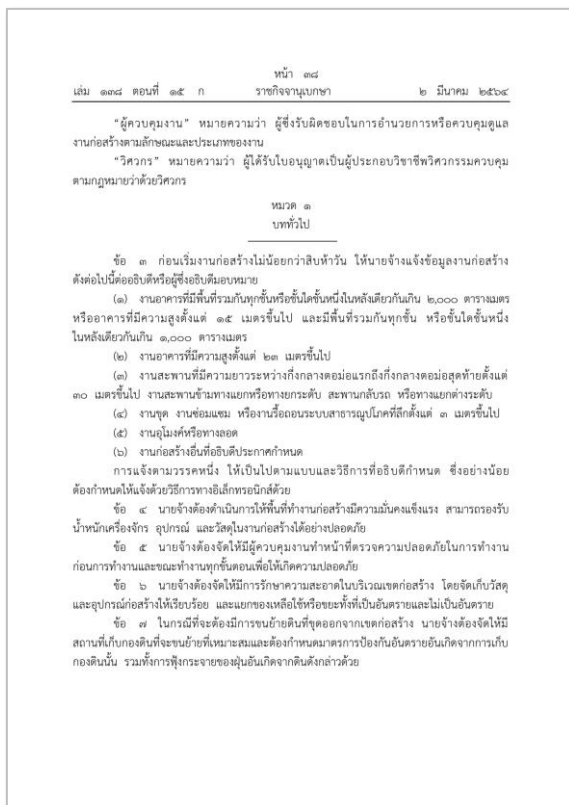 หน้า ๓๘
เล่ม ๑๓๘ ตอนที่ ๑๕ ก ราชกิจจานุเบกษา ๒ มีนาคม ๒๕๖๔
“ผู้ควบคุมงาน” หมายความว่า ผู้ซึ่งรับผิดชอบในการอำนวยการหรือควบคุมดูแล
งานก่อสร้างตามลักษณะและประเภทของงาน
“วิศวกร” หมายความว่า ผู้ได้รับใบอนุญาตเป็นผู้ประกอบวิชาชีพวิศวกรรมควบคุม
ตามกฎหมายว่าด้วยวิศวกร
หมวด ๑
บททั่วไป
ข้อ ๓ ก่อนเริ่มงานก่อสร้างไม่น้อยกว่าสิบห้าวัน ให้นายจ้างแจ้งข้อมูลงานก่อสร้าง
ดังต่อไปนี้ต่ออธิบดีหรือผู้ซึ่งอธิบดีมอบหมาย
(๑) งานอาคารที่มีพื้นที่รวมกันทุกชั้นหรือชั้นใดชั้นหนึ่งในหลังเดียวกันเกิน ๒,๐๐๐ ตารางเมตร
หรืออาคารที่มีความสูงตั้งแต่ ๑๕ เมตรขึ้นไป และมีพื้นที่รวมกันทุกชั้น หรือชั้นใดชั้นหนึ่ง
ในหลังเดียวกันเกิน ๑,๐๐๐ ตารางเมตร
(๒) งานอาคารที่มีความสูงตั้งแต่ ๒๓ เมตรขึ้นไป
(๓) งานสะพานที่มีความยาวระหว่างกึ่งกลางตอม่อแรกถึงกึ่งกลางตอม่อสุดท้ายตั้งแต่
๓๐ เมตรขึ้นไป งานสะพานข้ามทางแยกหรือทางยกระดับ สะพานกลับรถ หรือทางแยกต่างระดับ
(๔) งานขุด งานซ่อมแซม หรืองานรื้อถอนระบบสาธารณูปโภคที่ลึกตั้งแต่ ๓ เมตรขึ้นไป
(๕) งานอุโมงค์หรือทางลอด
(๖) งานก่อสร้างอื่นที่อธิบดีประกาศกำหนด
การแจ้งตามวรรคหนึ่ง ให้เป็นไปตามแบบและวิธีการที่อธิบดีกำหนด ซึ่งอย่างน้อย
ต้องกำหนดให้แจ้งด้วยวิธีการทางอิเล็กทรอนิกส์ด้วย
ข้อ ๔ นายจ้างต้องดำเนินการให้พื้นที่ทำงานก่อสร้างมีความมั่นคงแข็งแรง สามารถรองรับ
น้ำหนักเครื่องจักร อุปกรณ์ และวัสดุในงานก่อสร้างได้อย่างปลอดภัย
ข้อ ๕ นายจ้างต้องจัดให้มีผู้ควบคุมงานทำหน้าที่ตรวจความปลอดภัยในการทำงาน
ก่อนการทำงานและขณะทำงานทุกขั้นตอนเพื่อให้เกิดความปลอดภัย
ข้อ ๖ นายจ้างต้องจัดให้มีการรักษาความสะอาดในบริเวณเขตก่อสร้าง โดยจัดเก็บวัสดุ
และอุปกรณ์ก่อสร้างให้เรียบร้อย และแยกของเหลือใช้หรือขยะทั้งที่เป็นอันตรายและไม่เป็นอันตราย
ข้อ ๗ ในกรณีที่จะต้องมีการขนย้ายดินที่ขุดออกจากเขตก่อสร้าง นายจ้างต้องจัดให้มี
สถานที่เก็บกองดินที่จะขนย้ายที่เหมาะสมและต้องกำหนดมาตรการป้องกันอันตรายอันเกิดจากการเก็บ
กองดินนั้น รวมทั้งการฟุ้งกระจายของฝุ่นอันเกิดจากดินดังกล่าวด้วย